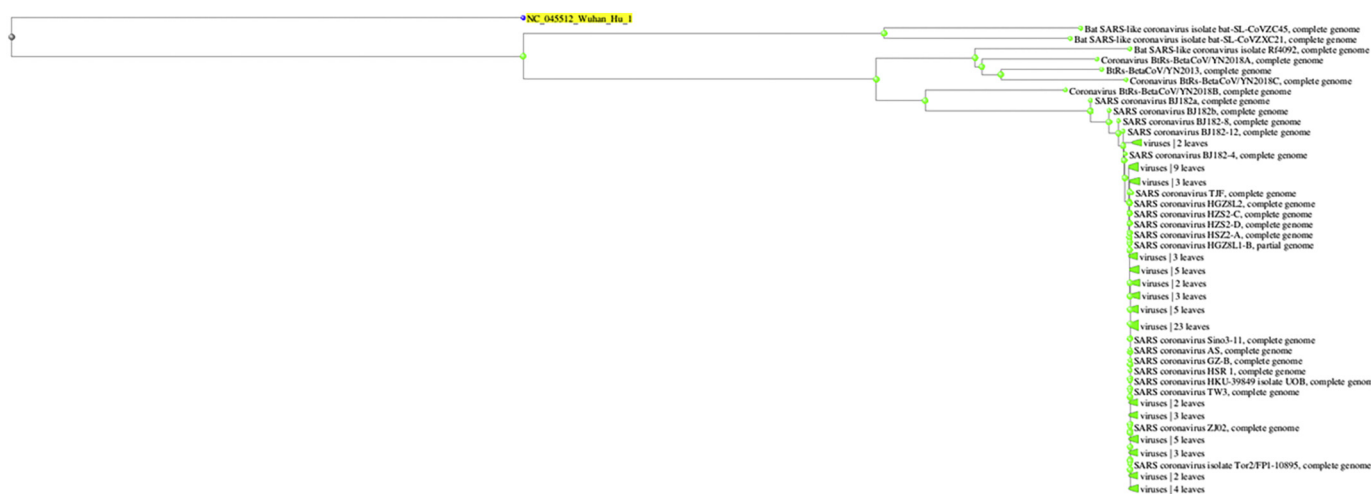 NC_045512_Wuhan_Hu_1
Bat SARS-like coronavirus isolate bat-SL-CoVZC45, complete genome
Bat SARS-like coronavirus isolate bat-SL-CoVZXC21, complete genome
Bat SARS-like coronavirus isolate Rf4092, complete genome
Coronavirus BtRs-BetaCoV/YN2018A, complete genome
BtRs-BetaCoV/YN2013, complete genome
Coronavirus BtRs-BetaCoV/YN2018C, complete genome
Coronavirus BtRs-BetaCoV/YN2018B, complete genome
SARS coronavirus BJ182a, complete genome
SARS coronavirus BJ182b, complete genome
SARS coronavirus BJ182-8, complete genome
SARS coronavirus BJ182-12, complete genome
viruses | 2 leaves
SARS coronavirus BJ182-4, complete genome
viruses | 9 leaves
viruses | 3 leaves
SARS coronavirus TJF, complete genome
SARS coronavirus HGZ8L2, complete genome
SARS coronavirus HZS2-C, complete genome
SARS coronavirus HZS2-D, complete genome
SARS coronavirus HSZ2-A, complete genome
SARS coronavirus HGZ8L1-B, partial genome
viruses | 3 leaves
viruses | 5 leaves
viruses | 2 leaves
viruses | 3 leaves
viruses | 5 leaves
viruses | 23 leaves
SARS coronavirus Sino3-11, complete genome
SARS coronavirus AS, complete genome
SARS coronavirus GZ-B, complete genome
SARS coronavirus HSR 1, complete genome
SARS coronavirus HKU-39849 isolate UOB, complete genom
SARS coronavirus TW3, complete genome
viruses | 2 leaves
viruses | 3 leaves
SARS coronavirus ZJ02, complete genome
viruses | 5 leaves
viruses | 3 leaves
SARS coronavirus isolate Tor2/FP1-10895, complete genome
viruses | 2 leaves
viruses | 4 leaves